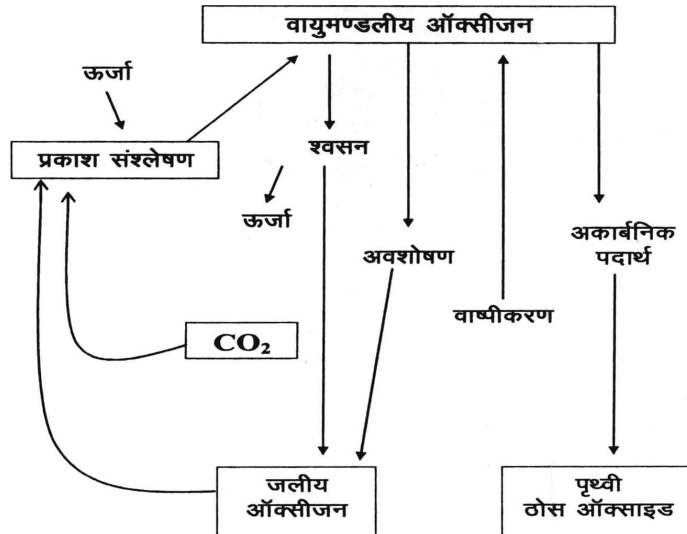 वायुमण्डलीय ऑक्सीजन
ऊर्जा
प्रकाश संश्लेषण
श्वसन
ऊर्जा
अवशोषण
वाष्पीकरण
अकार्बनिक
पदार्थ
CO₂
जलीय
ऑक्सीजन
पृथ्वी
ठोस ऑक्साइड